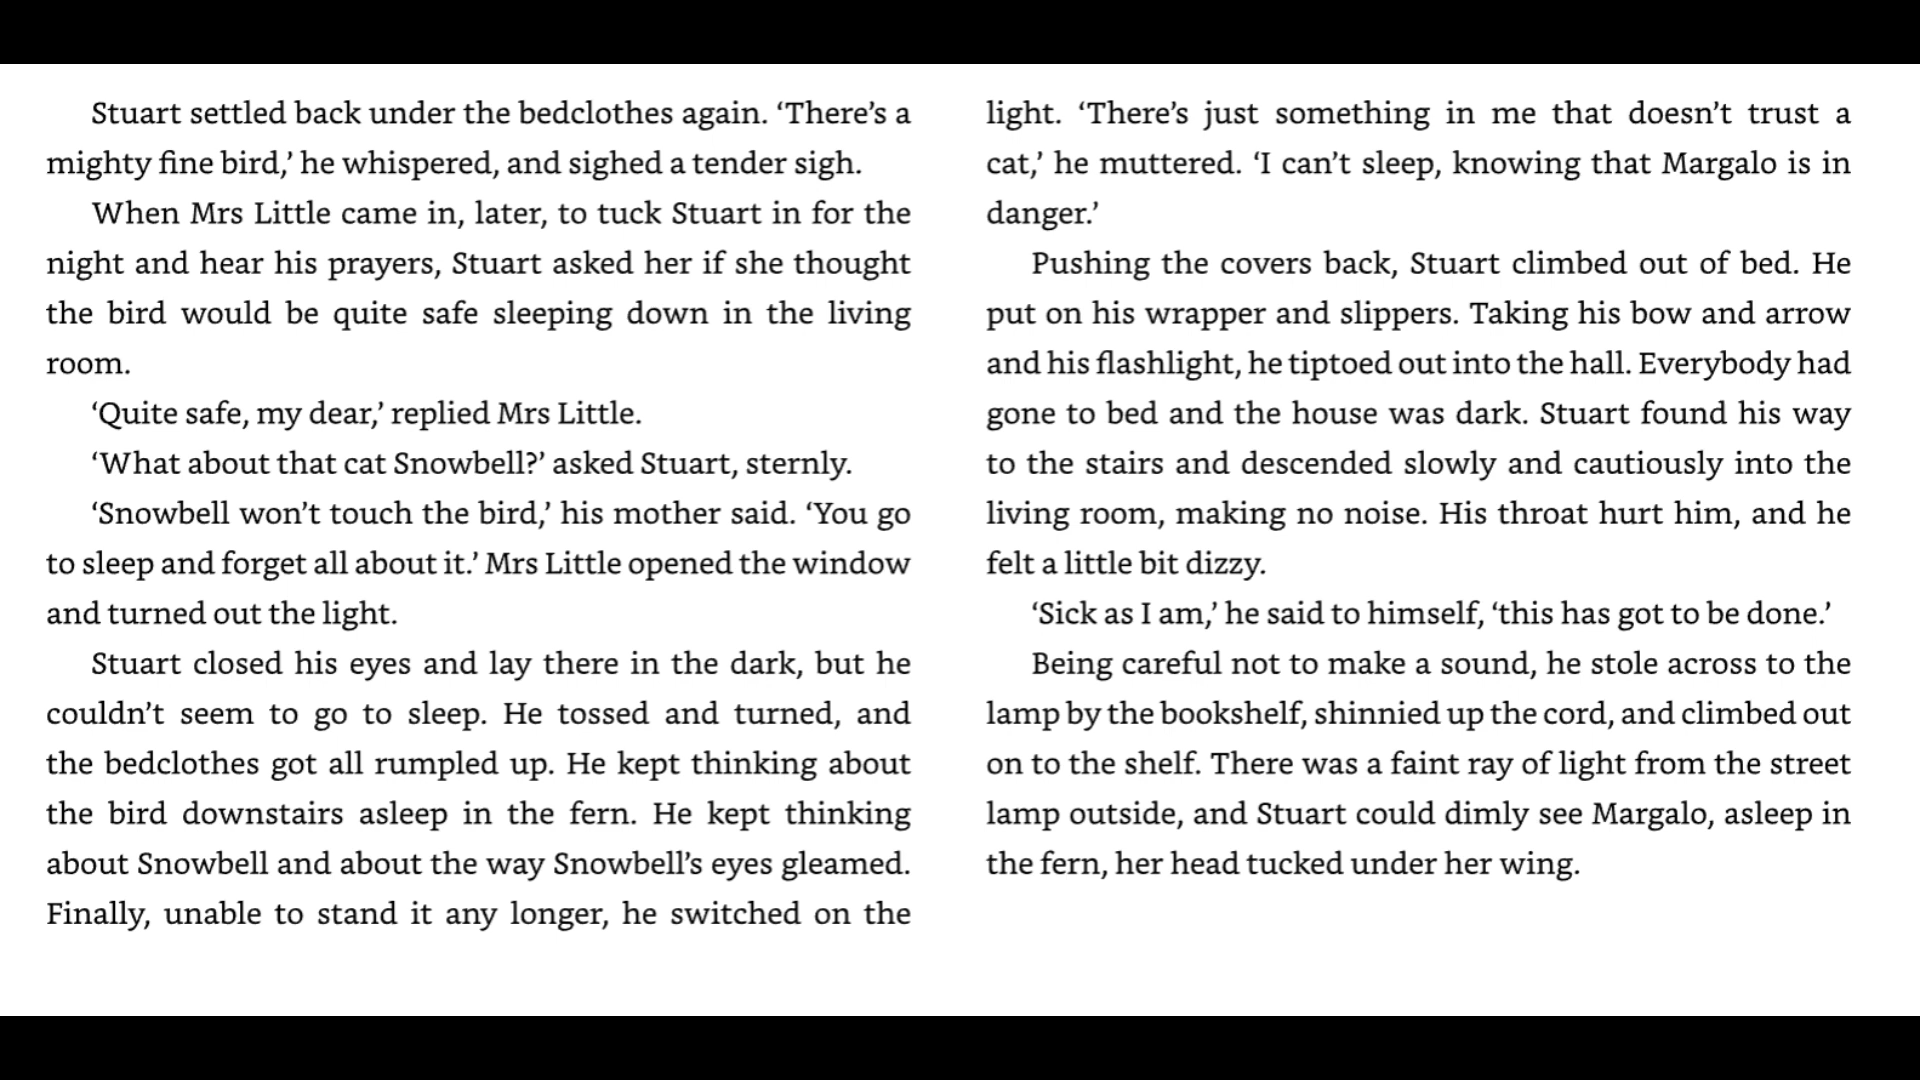 Stuart settled back under the bedclothes again. ‘There’s a
mighty fine bird,’ he whispered, and sighed a tender sigh.
When Mrs Little came in, later, to tuck Stuart in for the
night and hear his prayers, Stuart asked her if she thought
the bird would be quite safe sleeping down in the living
room.
‘Quite safe, my dear,’ replied Mrs Little.
‘What about that cat Snowbell?’ asked Stuart, sternly.
‘Snowbell won’t touch the bird,’ his mother said. ‘You go
to sleep and forget all about it.’ Mrs Little opened the window
and turned out the light.
Stuart closed his eyes and lay there in the dark, but he
couldn’t seem to go to sleep. He tossed and turned, and
the bedclothes got all rumpled up. He kept thinking about
the bird downstairs asleep in the fern. He kept thinking
about Snowbell and about the way Snowbell’s eyes gleamed.
Finally, unable to stand it any longer, he switched on the
light. ‘There’s just something in me that doesn’t trust a
cat,’ he muttered. ‘I can’t sleep, knowing that Margalo is in
danger.’
Pushing the covers back, Stuart climbed out of bed. He
put on his wrapper and slippers. Taking his bow and arrow
and his flashlight, he tiptoed out into the hall. Everybody had
gone to bed and the house was dark. Stuart found his way
to the stairs and descended slowly and cautiously into the
living room, making no noise. His throat hurt him, and he
felt a little bit dizzy.
‘Sick as I am,’ he said to himself, ‘this has got to be done.’
Being careful not to make a sound, he stole across to the
lamp by the bookshelf, shinnied up the cord, and climbed out
on to the shelf. There was a faint ray of light from the street
lamp outside, and Stuart could dimly see Margalo, asleep in
the fern, her head tucked under her wing.